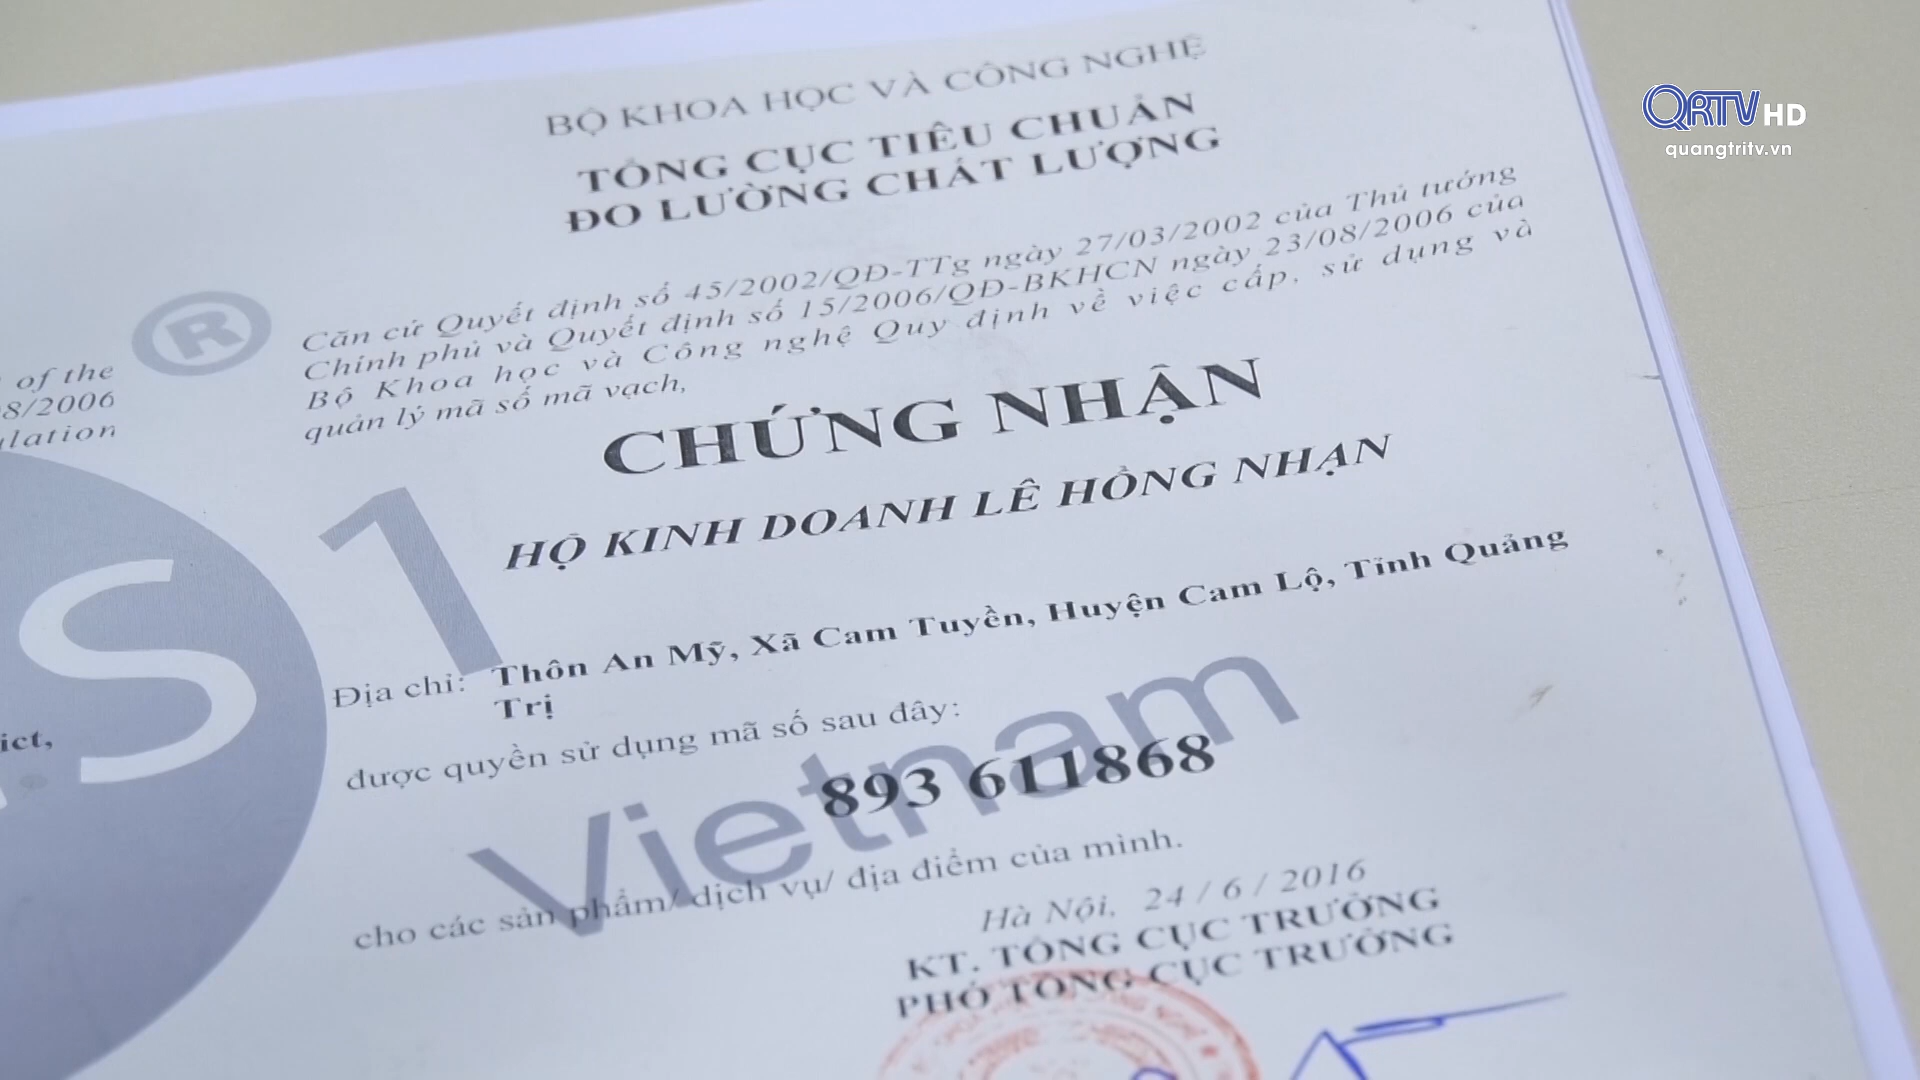 QRTV HD
quangtritv.vn
BỘ KHOA HỌC VÀ CÔNG NGHỆ
TỔNG CỤC TIÊU CHUẨN
ĐO LƯỜNG CHẤT LƯỢNG
®
Căn cứ Quyết định số 45/2002/QĐ-TTg ngày 27/03/2002 của Thủ tướng
Chính phủ và Quyết định số 15/2006/QĐ-BKHCN ngày 23/08/2006 của
Bộ Khoa học và Công nghệ Quy định về việc cấp, sử dụng và
quản lý mã số mã vạch,
of the
8/2006
ulation
CHỨNG NHẬN
HỘ KINH DOANH LÊ HỒNG NHẠN
S1
Vietnam
Địa chỉ: Thôn An Mỹ, Xã Cam Tuyền, Huyện Cam Lộ, Tỉnh Quảng
Trị
ict,
được quyền sử dụng mã số sau đây:
893 611868
cho các sản phẩm/ dịch vụ/ địa điểm của mình.
Hà Nội, 24 / 6 / 2016
KT. TỔNG CỤC TRƯỞNG
PHÓ TỔNG CỤC TRƯỞNG